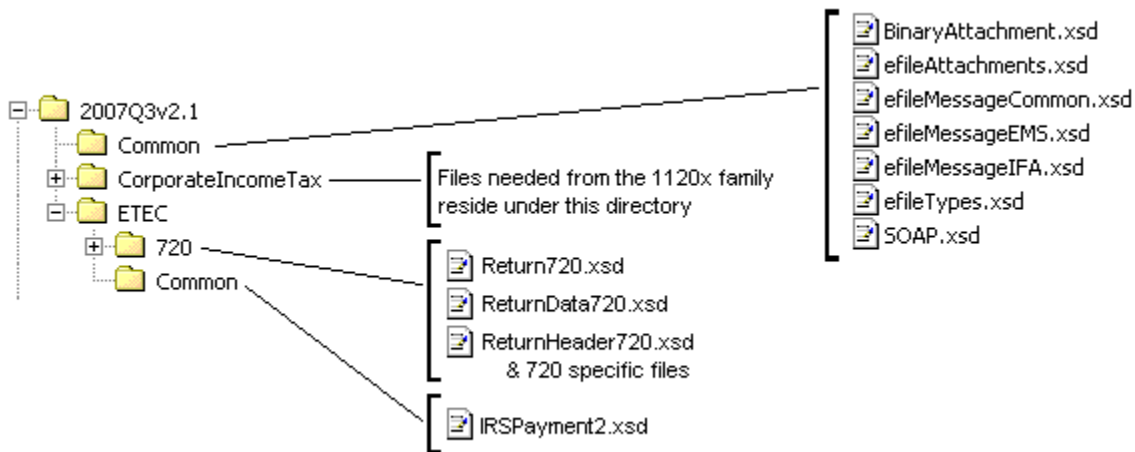 2007Q3v2.1
Common
CorporateIncomeTax
ETEC
720
Common
BinaryAttachment.xsd
efileAttachments.xsd
efileMessageCommon.xsd
efileMessageEMS.xsd
efileMessageIFA.xsd
efileTypes.xsd
SOAP.xsd
Files needed from the 1120x family
reside under this directory
Return720.xsd
ReturnData720.xsd
ReturnHeader720.xsd
& 720 specific files
IRSPayment2.xsd